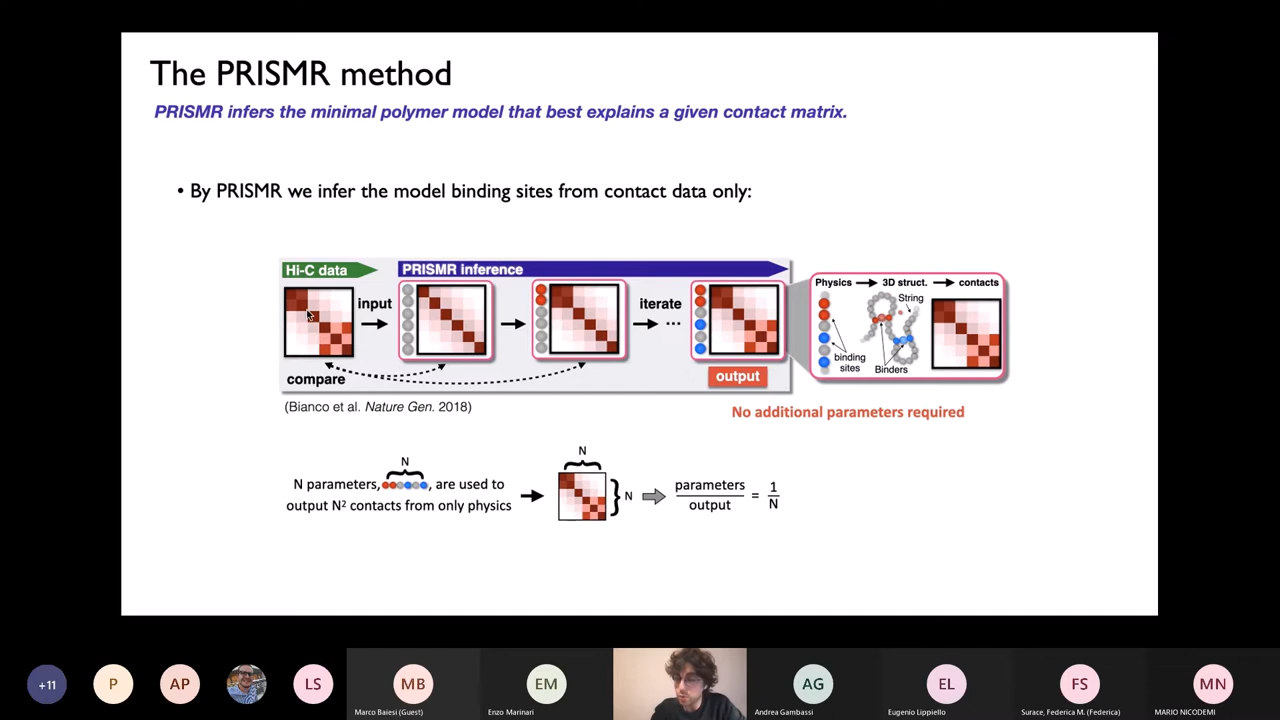 The PRISMR method
PRISMR infers the minimal polymer model that best explains a given contact matrix.
• By PRISMR we infer the model binding sites from contact data only:
Hi-C data
PRISMR inference
input
iterate
...
compare
output
Physics
3D struct.
contacts
String
binding
sites
Binders
(Bianco et al. Nature Gen. 2018)
No additional parameters required
N
N parameters, , are used to
output N² contacts from only physics
N
N
parameters
output
=
1
N
+11
P
AP
LS
MB
EM
AG
EL
FS
MN
Marco Baiesi (Guest)
Enzo Marinari
Andrea Gambassi
Eugenio Lippiello
Surace, Federica M. (Federica)
MARIO NICODEMI